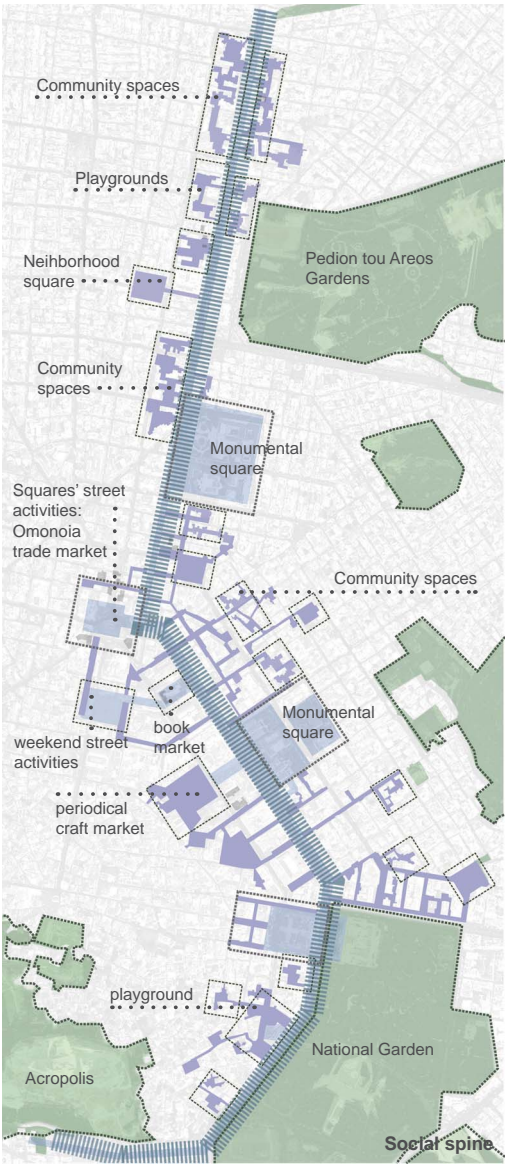 Community spaces
Playgrounds
Neihborhood
square
Pedion tou Areos
Gardens
Community
spaces
Monumental
square
Squares' street
activities:
Omonoia
trade market
Community spaces
Monumental
square
book
market
weekend street
activities
periodical
craft market
playground
National Garden
Acropolis
Social spine